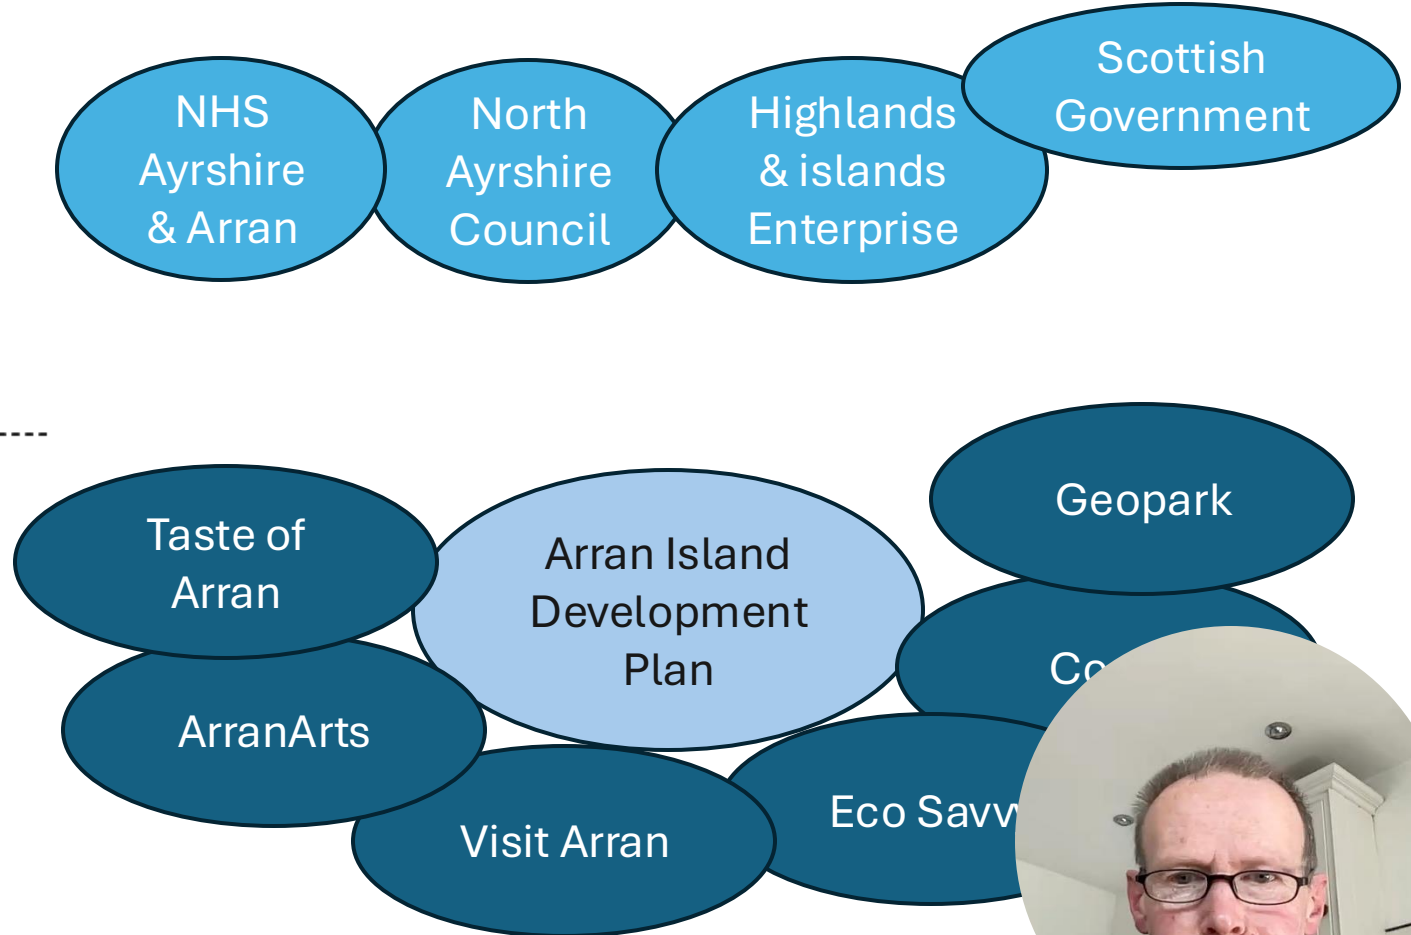 NHS
Ayrshire
& Arran
North
Ayrshire
Council
Highlands
& islands
Enterprise
Scottish
Government
Taste of
Arran
Arran Island
Development
Plan
Geopark
ArranArts
Visit Arran
Eco